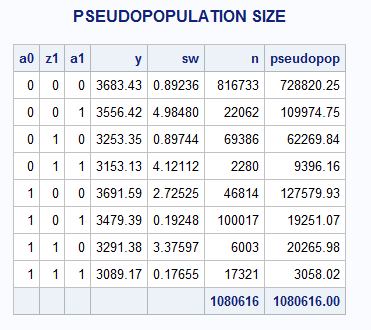 PSEUDOPOPULATION SIZE
a0 z1 a1 y sw n pseudopop
0 0 0 3683.43 0.89236 816733 728820.25
0 0 1 3556.42 4.98480 22062 109974.75
0 1 0 3253.35 0.89744 69386 62269.84
0 1 1 3153.13 4.12112 2280 9396.16
1 0 0 3691.59 2.72525 46814 127579.93
1 0 1 3479.39 0.19248 100017 19251.07
1 1 0 3291.38 3.37597 6003 20265.98
1 1 1 3089.17 0.17655 17321 3058.02
1080616 1080616.00